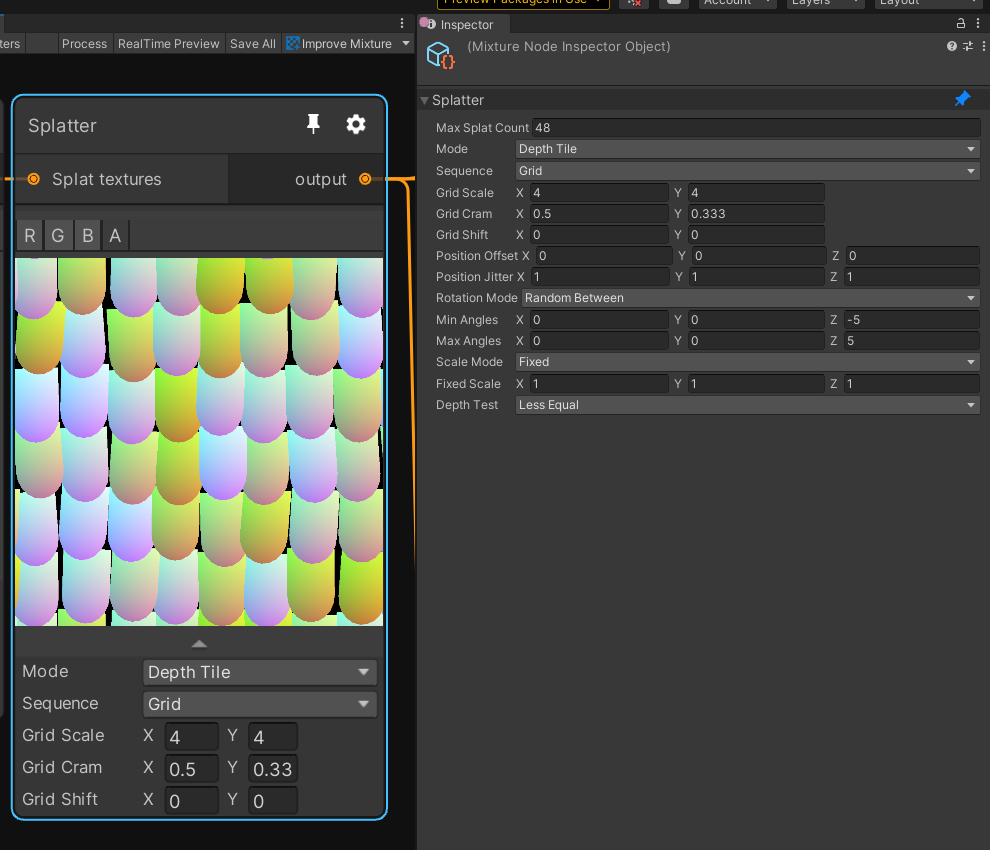 Preview Packages in Use
Account
Layers
Layout
Process
RealTime Preview
Save All
Improve Mixture
Inspector
(Mixture Node Inspector Object)
Splatter
Splat textures
output
R G B A
Mode
Depth Tile
Sequence
Grid
Grid Scale X 4 Y 4
Grid Cram X 0.5 Y 0.33
Grid Shift X 0 Y 0
Splatter
Max Splat Count 48
Mode Depth Tile
Sequence Grid
Grid Scale X 4 Y 4
Grid Cram X 0.5 Y 0.333
Grid Shift X 0 Y 0
Position Offset X 0 Y 0 Z 0
Position Jitter X 1 Y 1 Z 1
Rotation Mode Random Between
Min Angles X 0 Y 0 Z -5
Max Angles X 0 Y 0 Z 5
Scale Mode Fixed
Fixed Scale X 1 Y 1 Z 1
Depth Test Less Equal